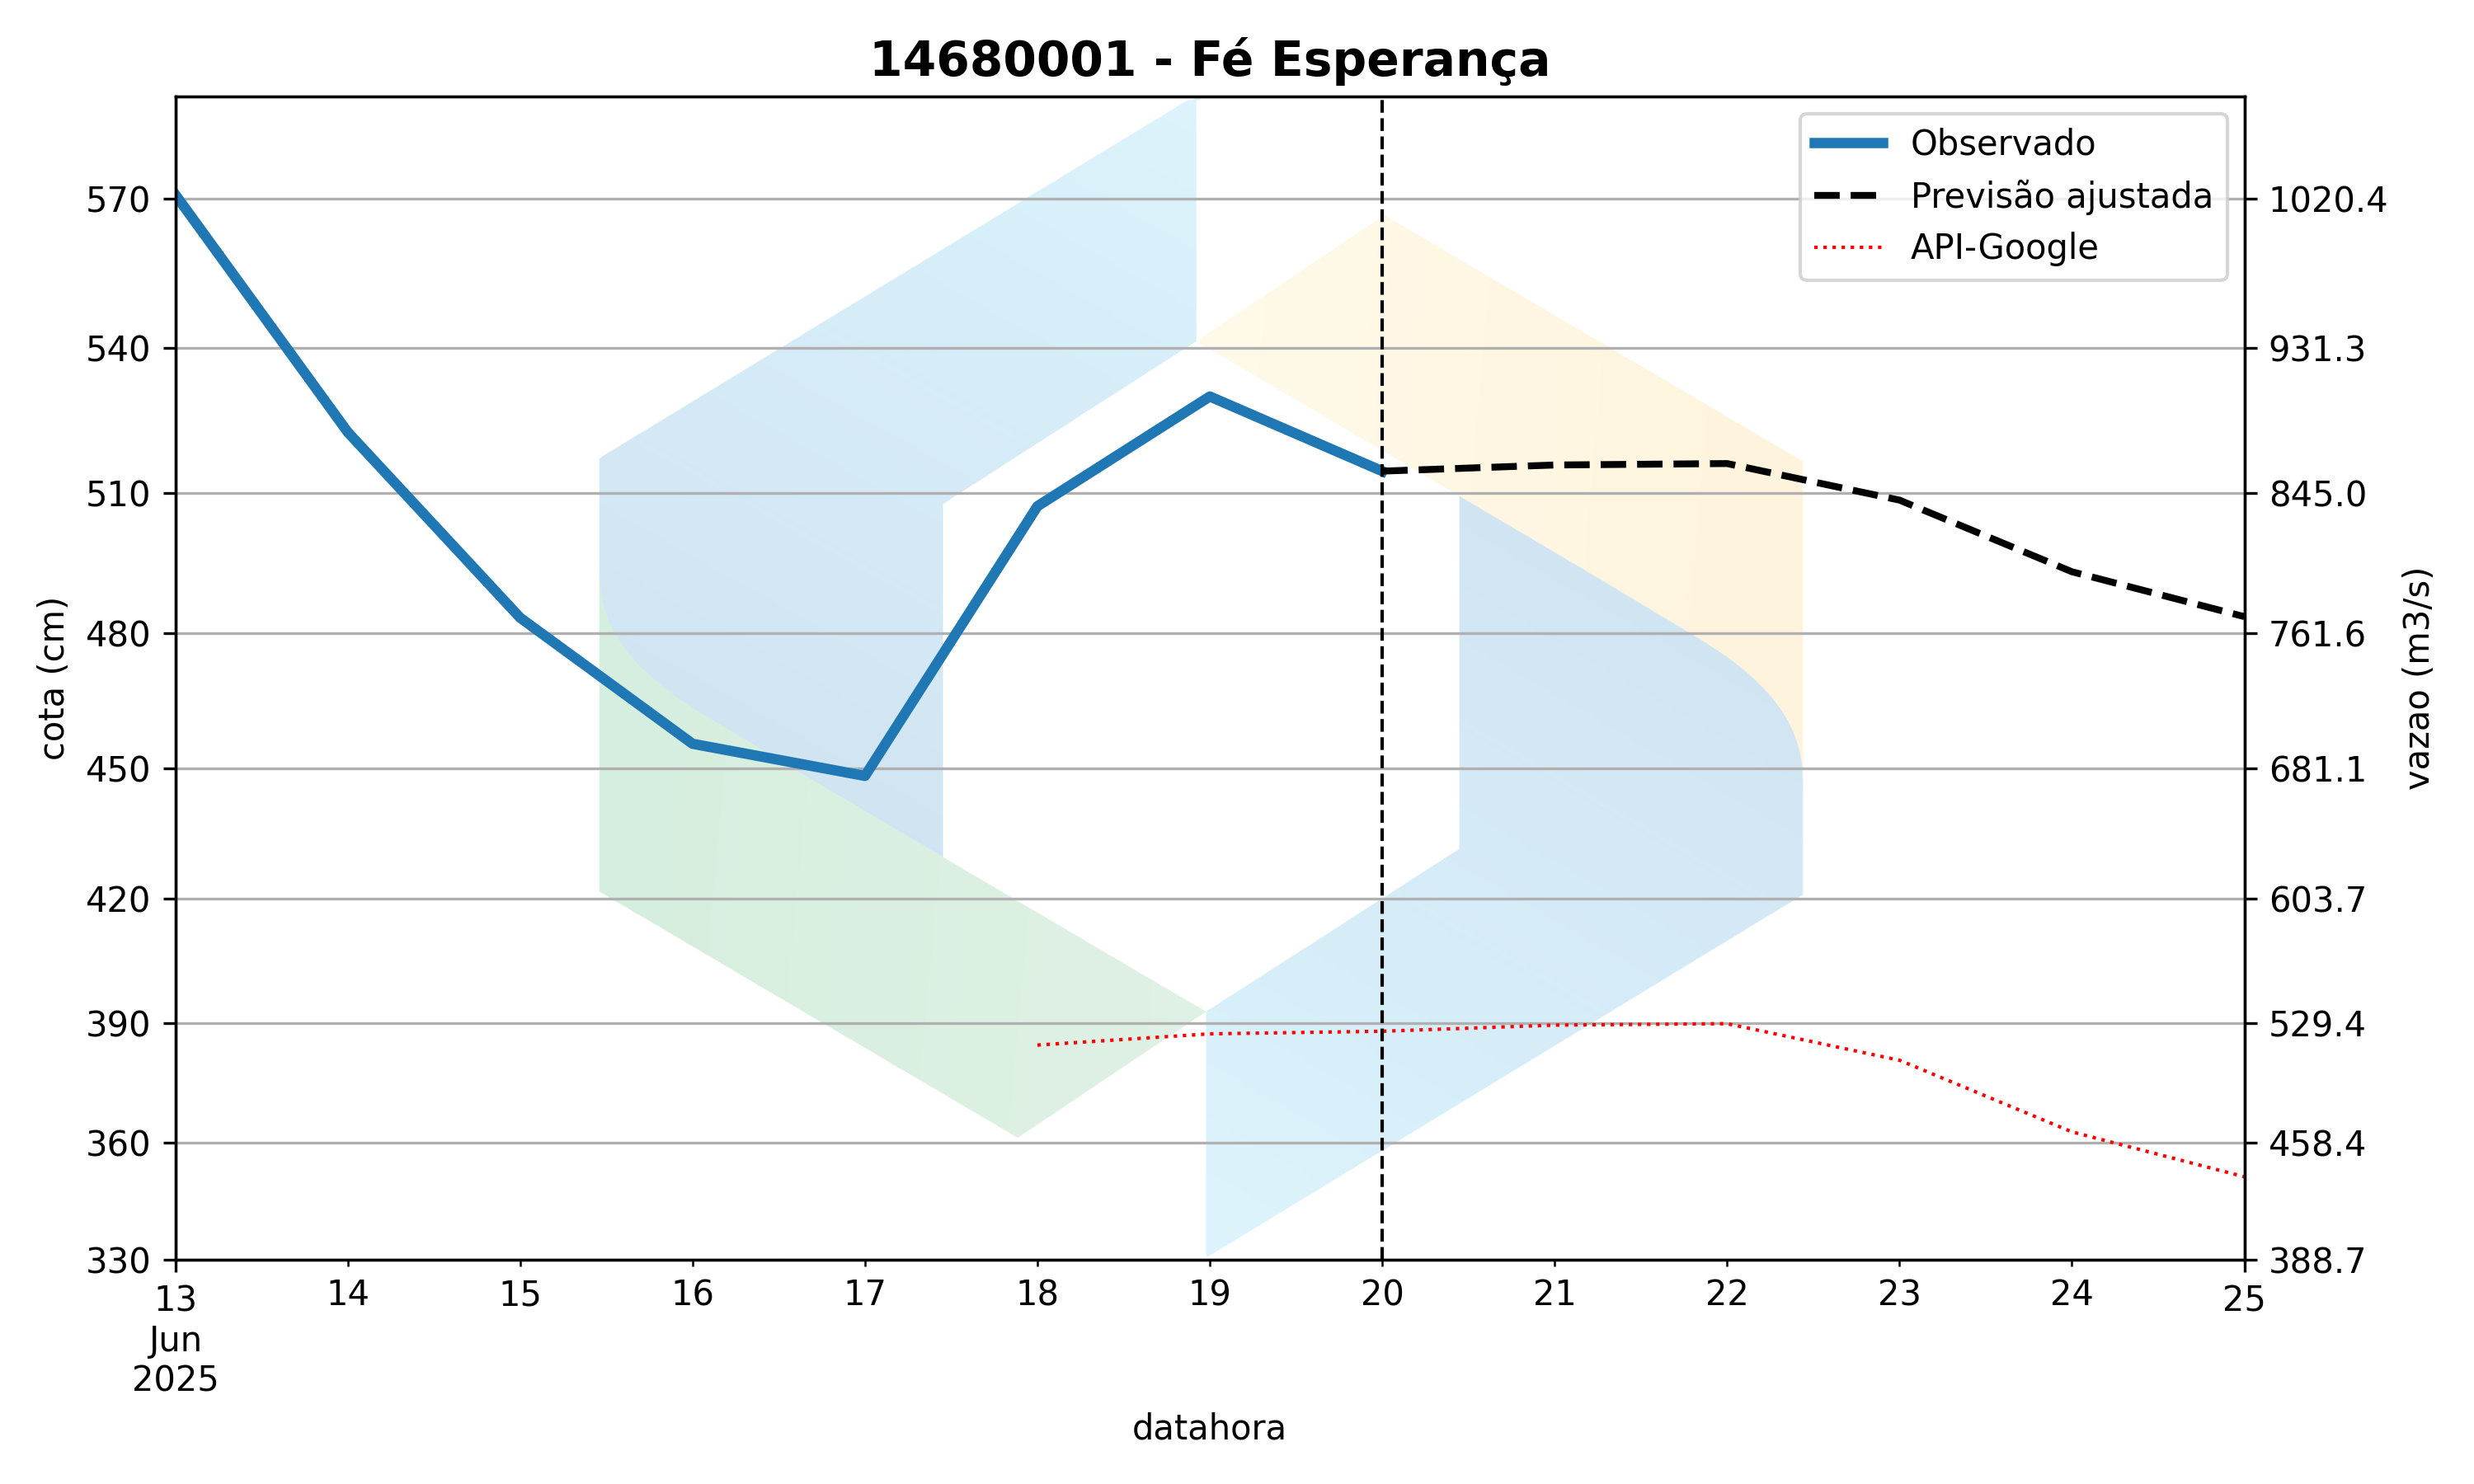 14680001 - Fé Esperança
Observado
Previsão ajustada
API-Google
570
540
510
480
450
420
390
360
330
cota (cm)
1020.4
931.3
845.0
761.6
681.1
603.7
529.4
458.4
388.7
vazao (m3/s)
13 14 15 16 17 18 19 20 21 22 23 24 25
Jun
2025
datahora